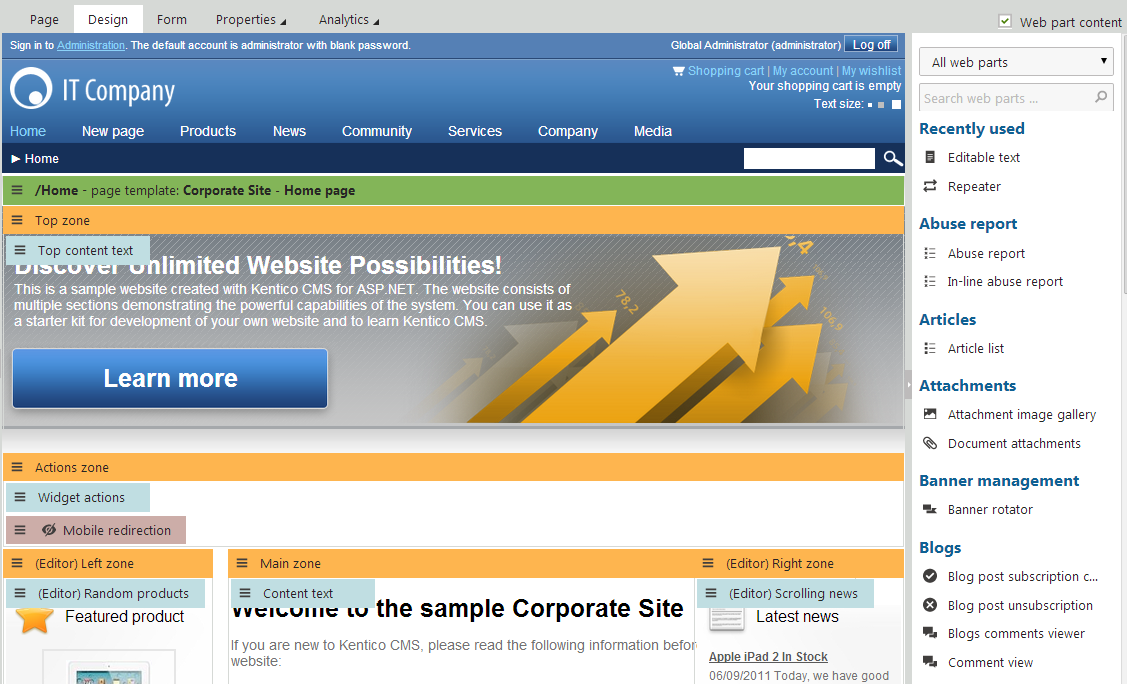 Page Design Form Properties Analytics
Web part content
Sign in to Administration. The default account is administrator with blank password.
Global Administrator (administrator) Log off
IT Company
Shopping cart | My account | My wishlist
Your shopping cart is empty
Text size:
Home New page Products News Community Services Company Media
Home
/Home - page template: Corporate Site - Home page
Top zone
Top content text
Discover Unlimited Website Possibilities!
This is a sample website created with Kentico CMS for ASP.NET. The website consists of
multiple sections demonstrating the powerful capabilities of the system. You can use it as
a starter kit for development of your own website and to learn Kentico CMS.
78,2
106,9
Learn more
Actions zone
Widget actions
Mobile redirection
(Editor) Left zone
(Editor) Random products
Featured product
Main zone
Content text
Welcome to the sample Corporate Site
If you are new to Kentico CMS, please read the following information befor
website:
(Editor) Right zone
(Editor) Scrolling news
Latest news
Apple iPad 2 In Stock
06/09/2011 Today, we have good
All web parts
Search web parts ...
Recently used
Editable text
Repeater
Abuse report
Abuse report
In-line abuse report
Articles
Article list
Attachments
Attachment image gallery
Document attachments
Banner management
Banner rotator
Blogs
Blog post subscription c...
Blog post unsubscription
Blogs comments viewer
Comment view